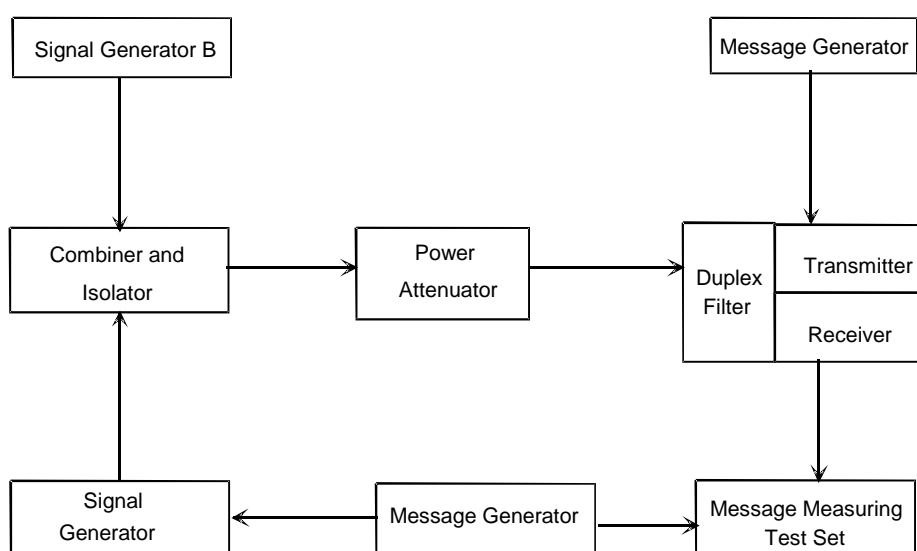 Signal Generator B
Message Generator
Combiner and
Isolator
Power
Attenuator
Duplex
Filter
Transmitter
Receiver
Signal
Generator
Message Generator
Message Measuring
Test Set